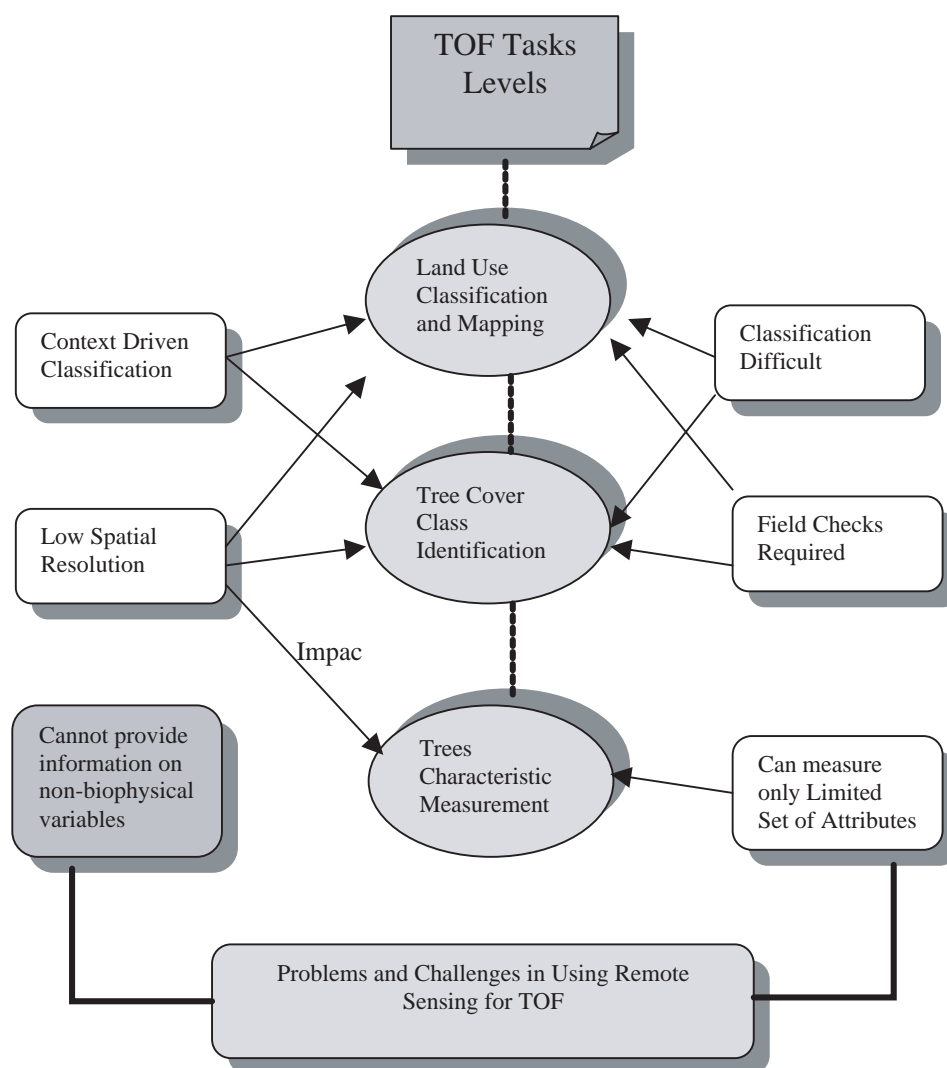 TOF Tasks
Levels
Land Use
Classification
and Mapping
Context Driven
Classification
Classification
Difficult
Tree Cover
Class
Identification
Low Spatial
Resolution
Field Checks
Required
Impac
Cannot provide
information on
non-biophysical
variables
Trees
Characteristic
Measurement
Can measure
only Limited
Set of Attributes
Problems and Challenges in Using Remote
Sensing for TOF